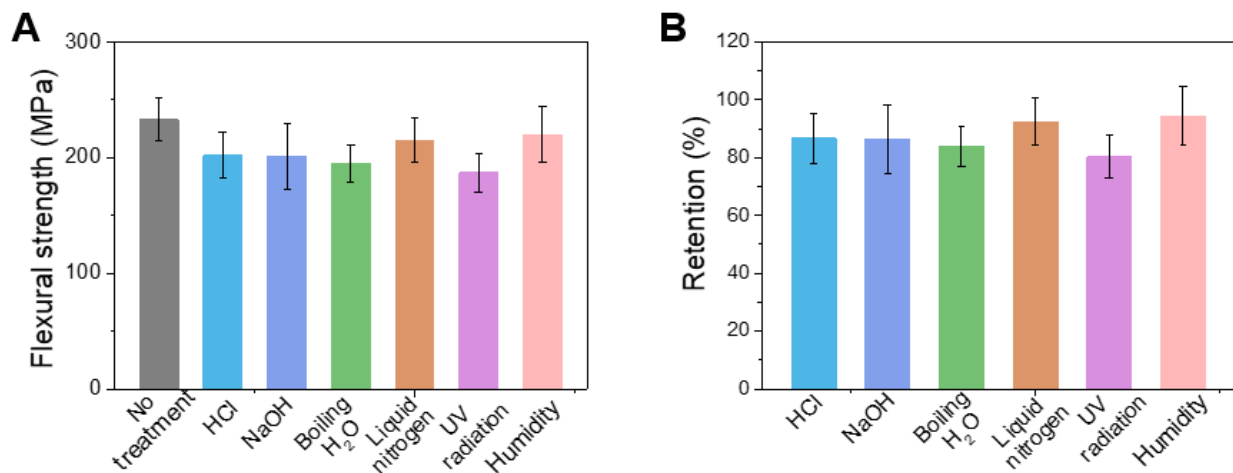 A
Flexural strength (MPa)
300
200
100
0
No
treatment
HCl
NaOH
Boiling
H₂O
Liquid
nitrogen
UV
radiation
Humidity
B
Retention (%)
120
100
80
60
40
20
0
HCl
NaOH
Boiling
H₂O
Liquid
nitrogen
UV
radiation
Humidity